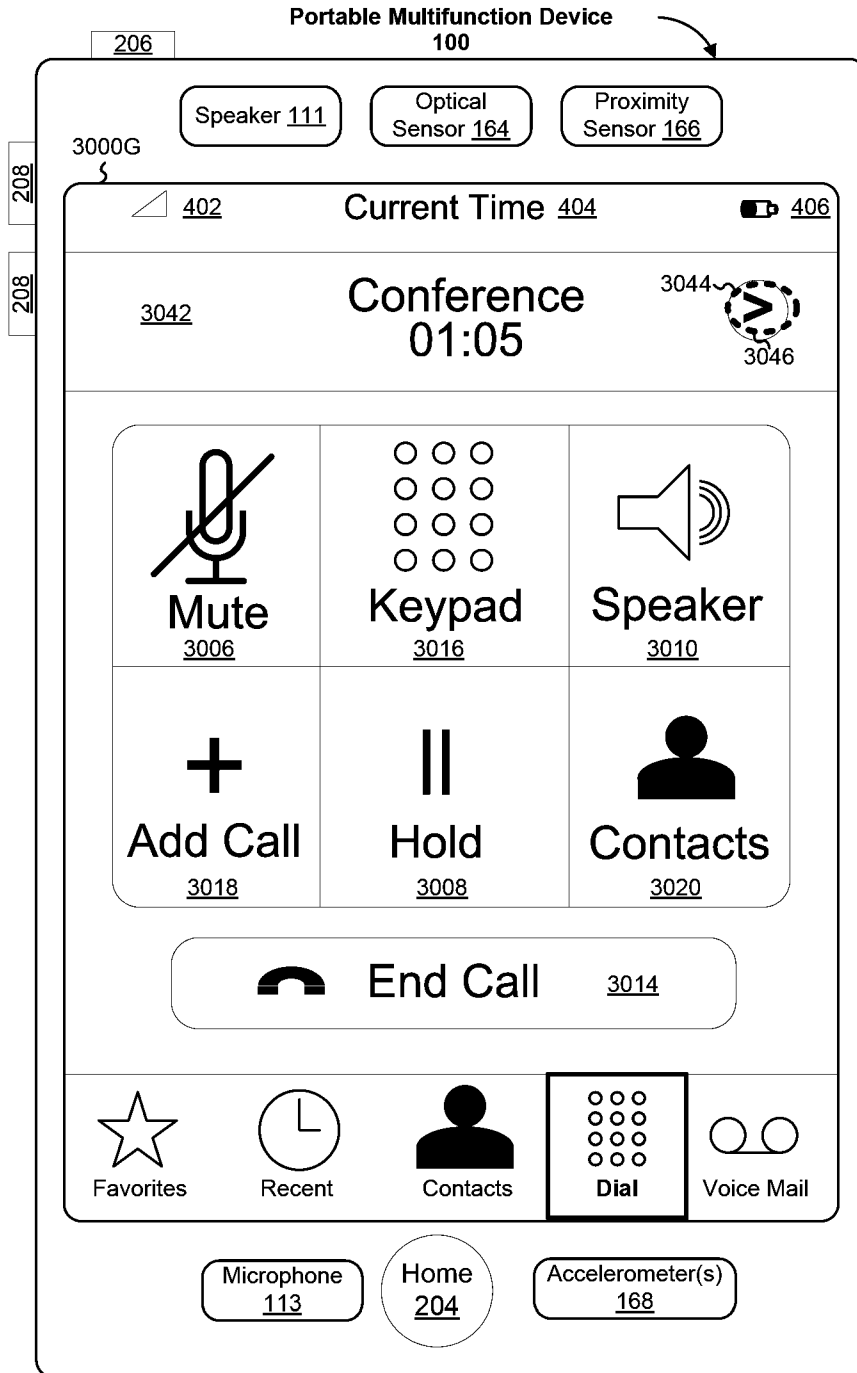 Portable Multifunction Device
100
206
Speaker 111
Optical
Sensor 164
Proximity
Sensor 166
3000G
208
208
402
Current Time 404
406
3042
Conference
01:05
3044
>
3046
Mute
3006
Keypad
3016
Speaker
3010
+
Add Call
3018
Hold
3008
Contacts
3020
End Call
3014
Favorites
Recent
Contacts
Dial
Voice Mail
Microphone
113
Home
204
Accelerometer(s)
168